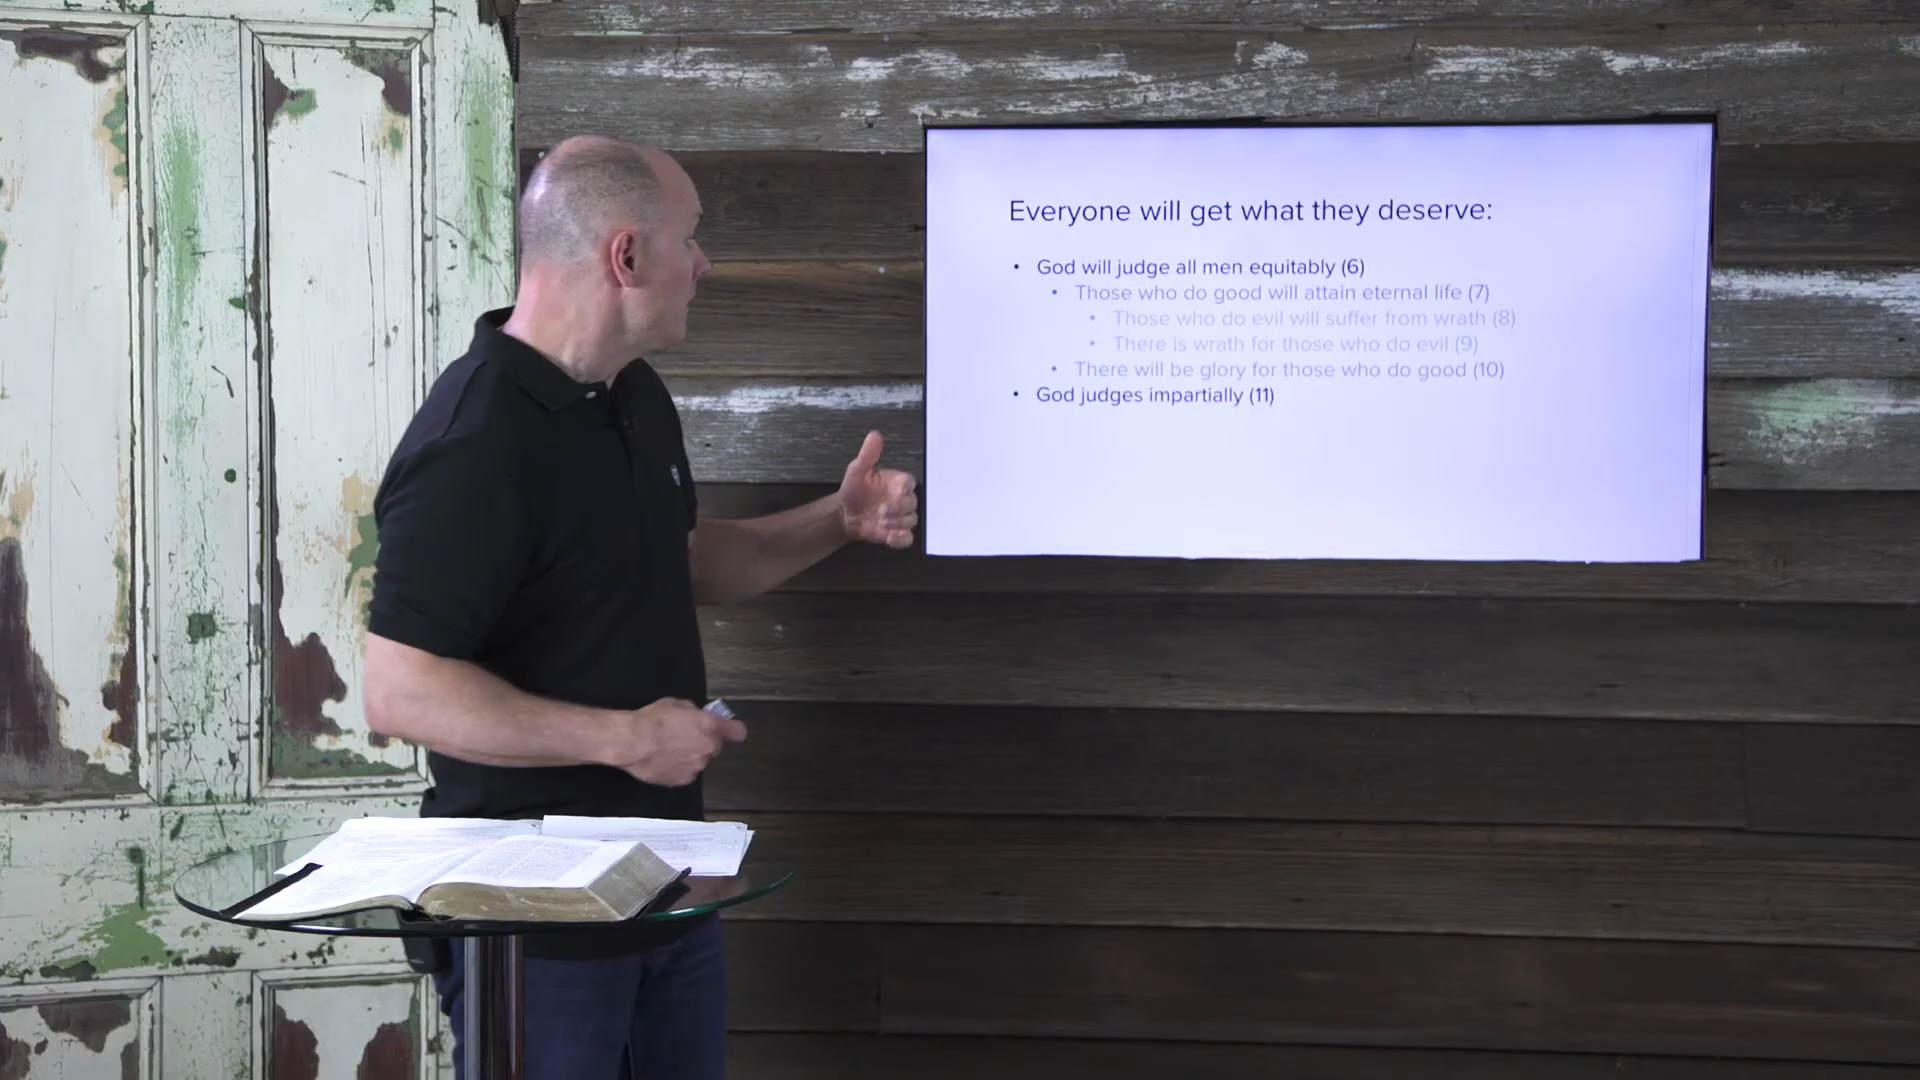 Everyone will get what they deserve:
• God will judge all men equitably (6)
• Those who do good will attain eternal life (7)
• Those who do evil will suffer from wrath (8)
• There is wrath for those who do evil (9)
• There will be glory for those who do good (10)
• God judges impartially (11)